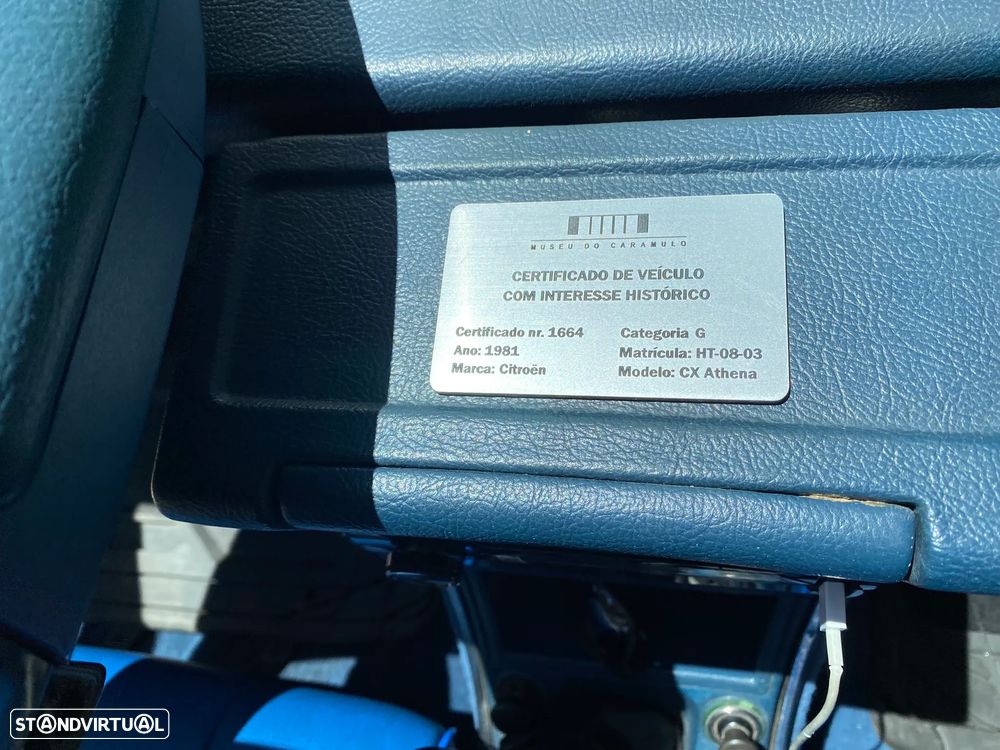 MUSEU DO CARAMULO
CERTIFICADO DE VEÍCULO
COM INTERESSE HISTÓRICO
Certificado nr. 1664 Categoria G
Ano: 1981 Matrícula: HT-08-03
Marca: Citroën Modelo: CX Athena
STANDVIRTUAL